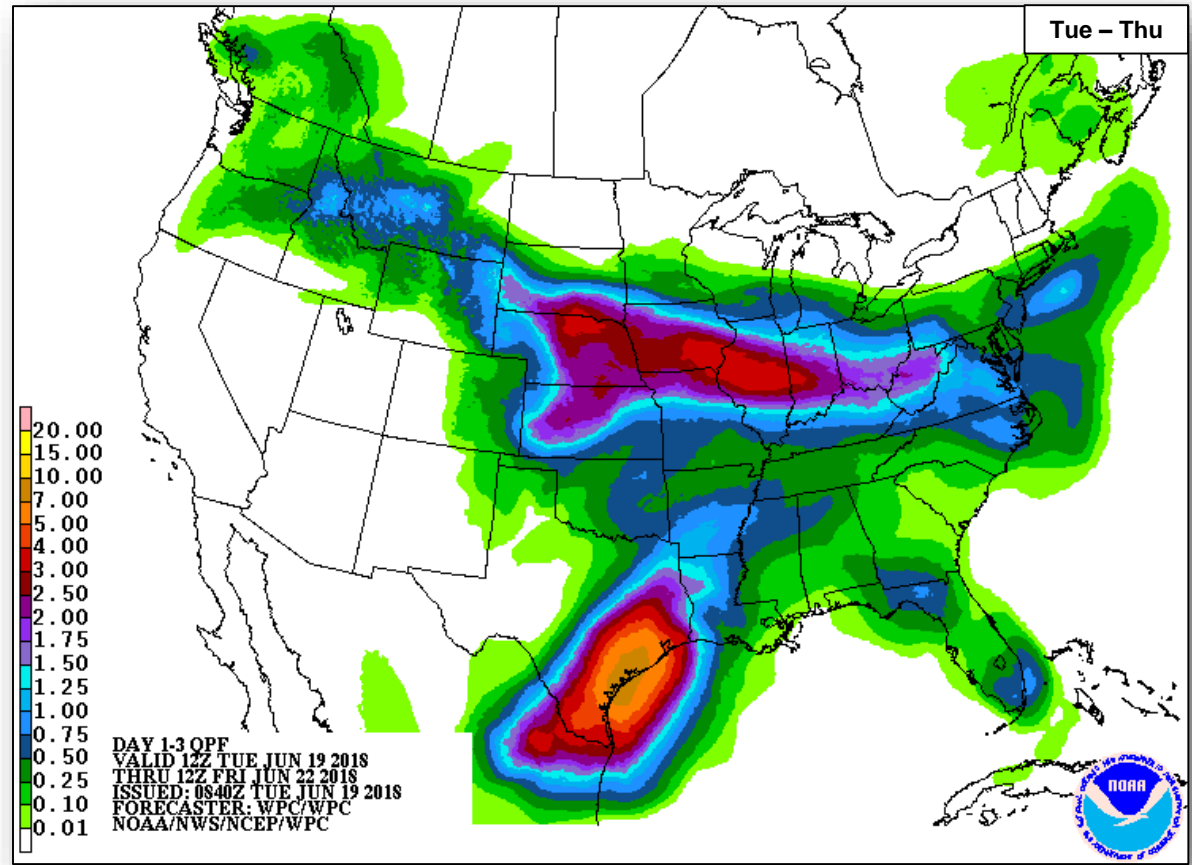 Tue – Thu
20.00
15.00
10.00
7.00
5.00
4.00
3.00
2.50
2.00
1.75
1.50
1.25
1.00
0.75
0.50
0.25
0.10
0.01
DAY 1-3 QPF
VALID 12Z TUE JUN 19 2018
THRU 12Z FRI JUN 22 2018
ISSUED: 0840Z TUE JUN 19 2018
FORECASTER: WPC/WPC
NOAA/NWS/NCEP/WPC
NOAA